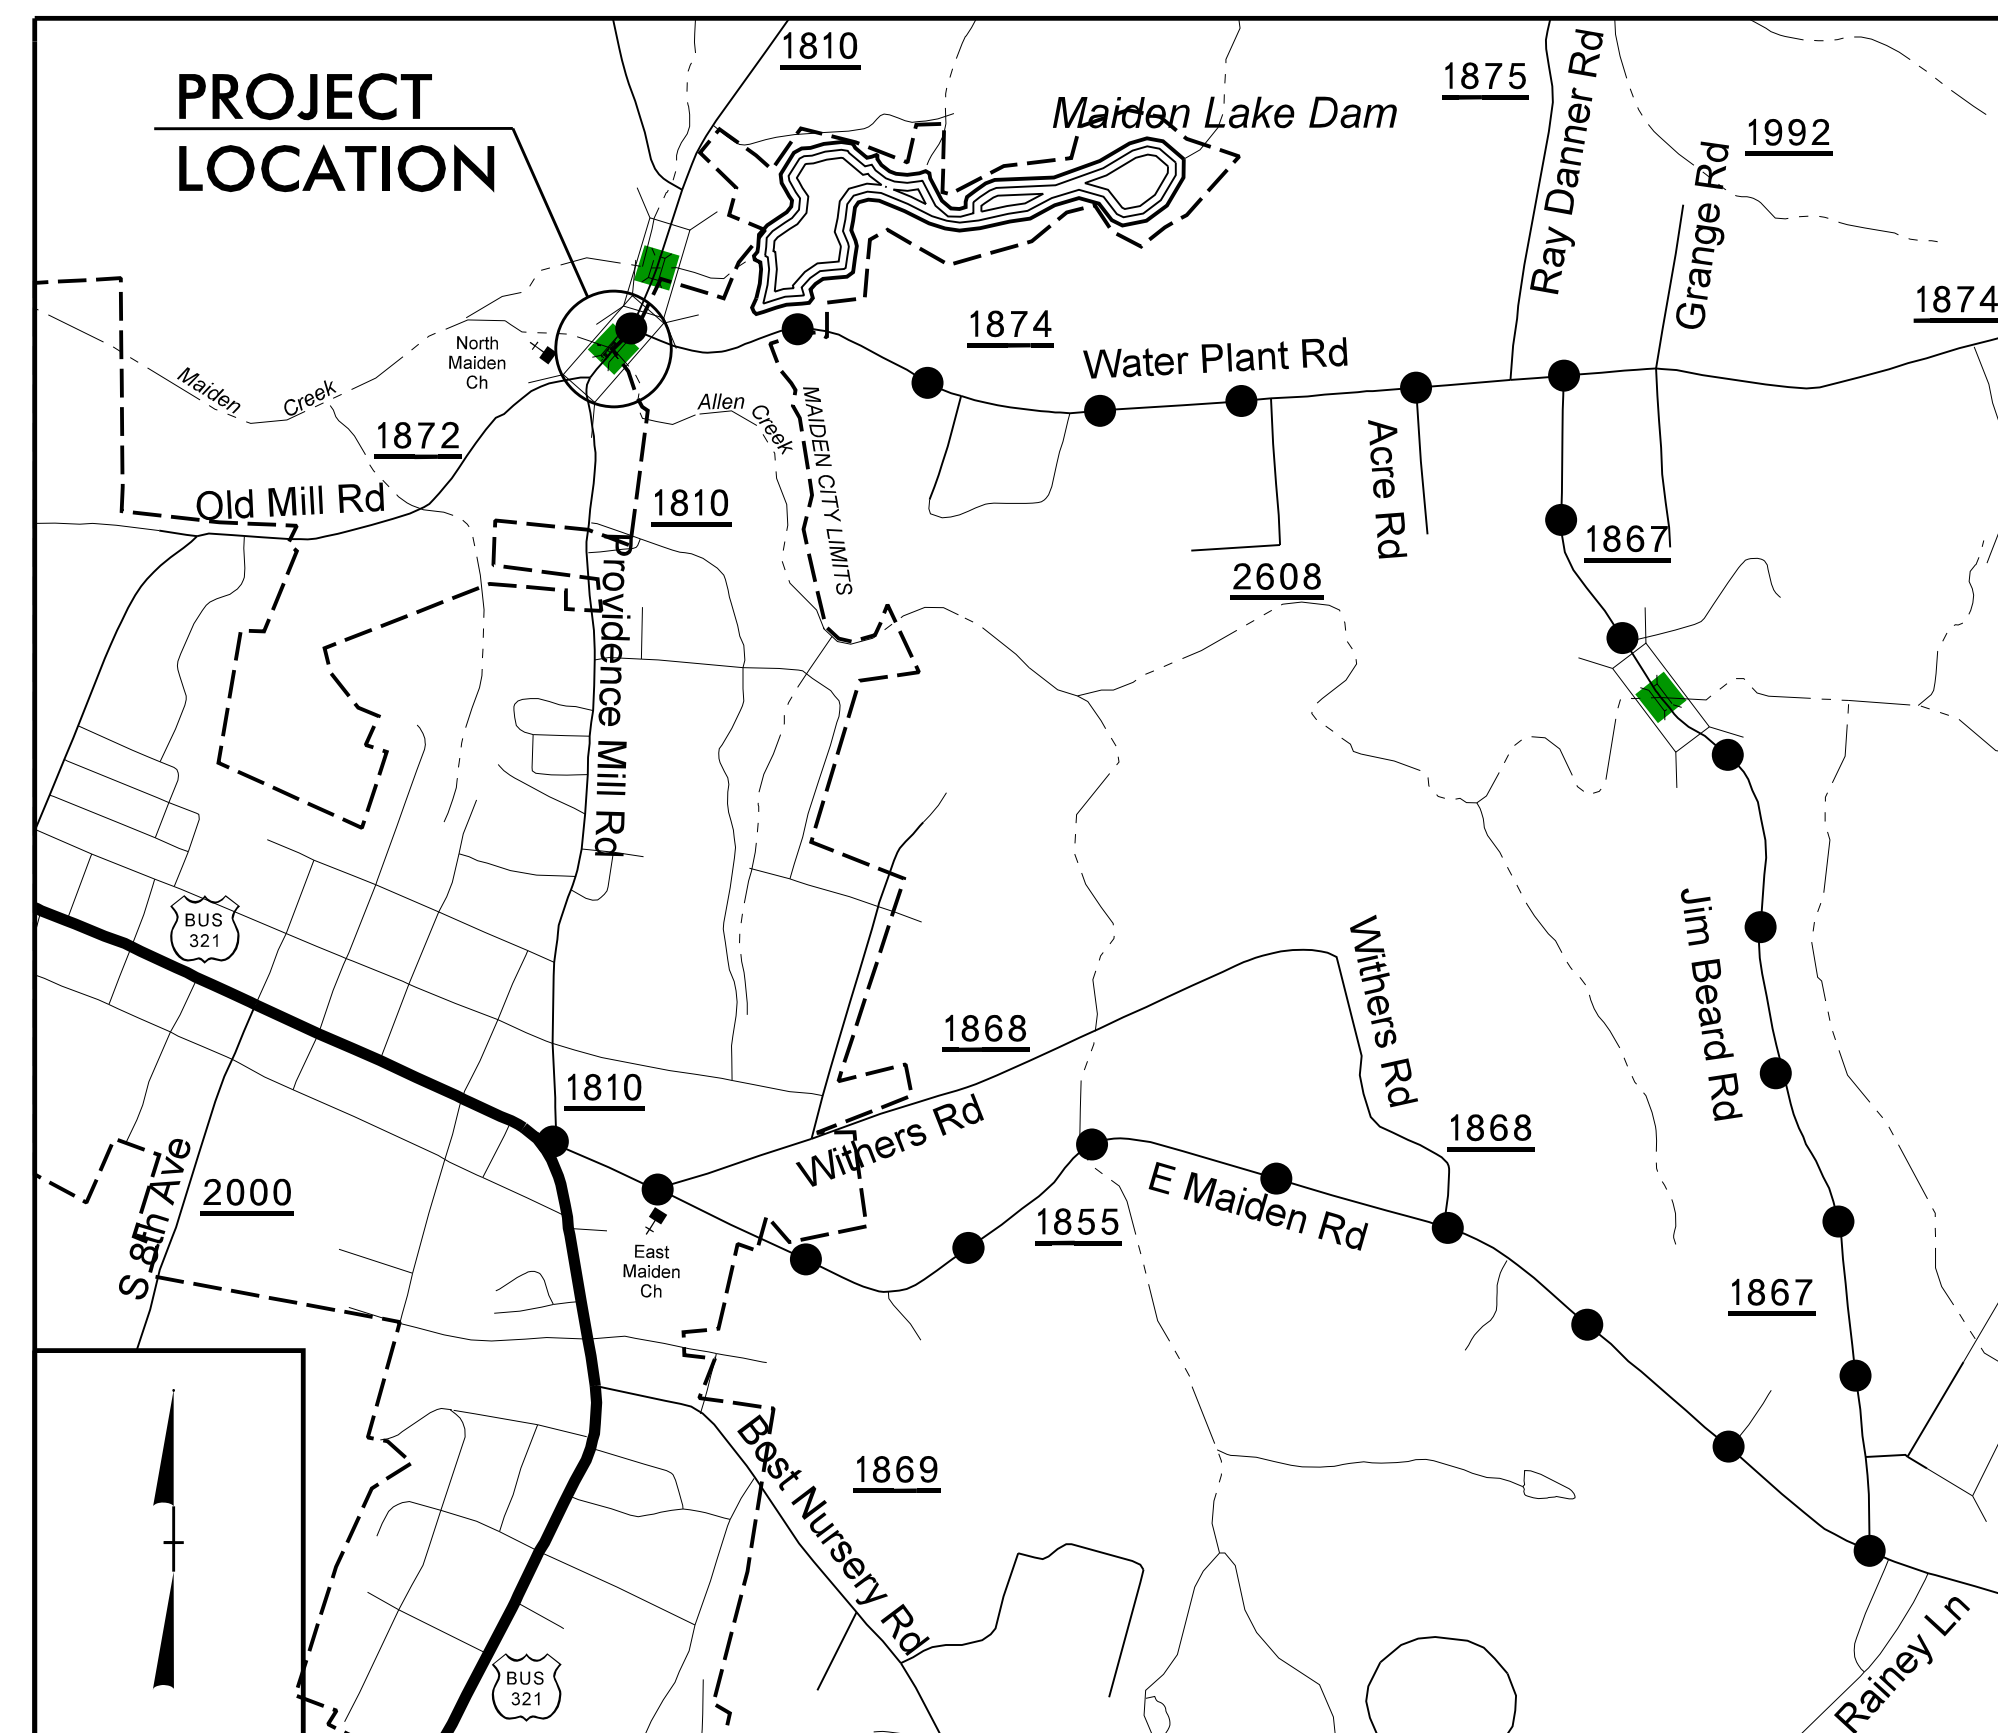 1810
PROJECT
LOCATION
1875
Ray Danner Rd
Maiden Lake Dam
1992
Grange Rd
1874
1874
North
Maiden
Ch
Water Plant Rd
Maiden
Creek
Allen
Creek
MAIDEN CITY LIMITS
1872
Acre Rd
Old Mill Rd
1810
1867
Providence Mill Rd
2608
BUS
321
Withers Rd
Jim Beard Rd
1868
1810
Withers Rd
1868
S 8th Ave
2000
E Maiden Rd
1855
East
Maiden
Ch
1867
Bost Nursery Rd
1869
BUS
321
Rainey Ln